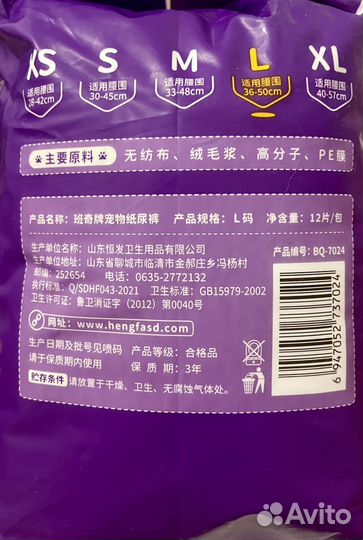 XS S M L XL
适用腰围 适用腰围 适用腰围 适用腰围 适用腰围
28-42cm 30-45cm 33-48cm 36-50cm 40-57cm
主要原料 无纺布、绒毛浆、高分子、PE膜
产品名称：班奇牌宠物纸尿裤 产品规格：L码 净含量：12片/包
生产单位：山东恒发卫生用品有限公司 产品编号：BQ-7024
生产地址：山东省聊城市临清市金郝庄乡冯杨村
邮编：252654 电话：0635-2772132
执行标准：Q/SDHF043-2021 卫生标准：GB15979-2002
卫生许可证：鲁卫消证字（2012）第0040号
网址：www.hengfasd.com
生产日期及批号见喷码 产品等级：合格品
请于保质期内使用 保质期：3年
贮存条件 请放置于干燥、卫生、无腐蚀气体处。
6 947052 737024
Avito